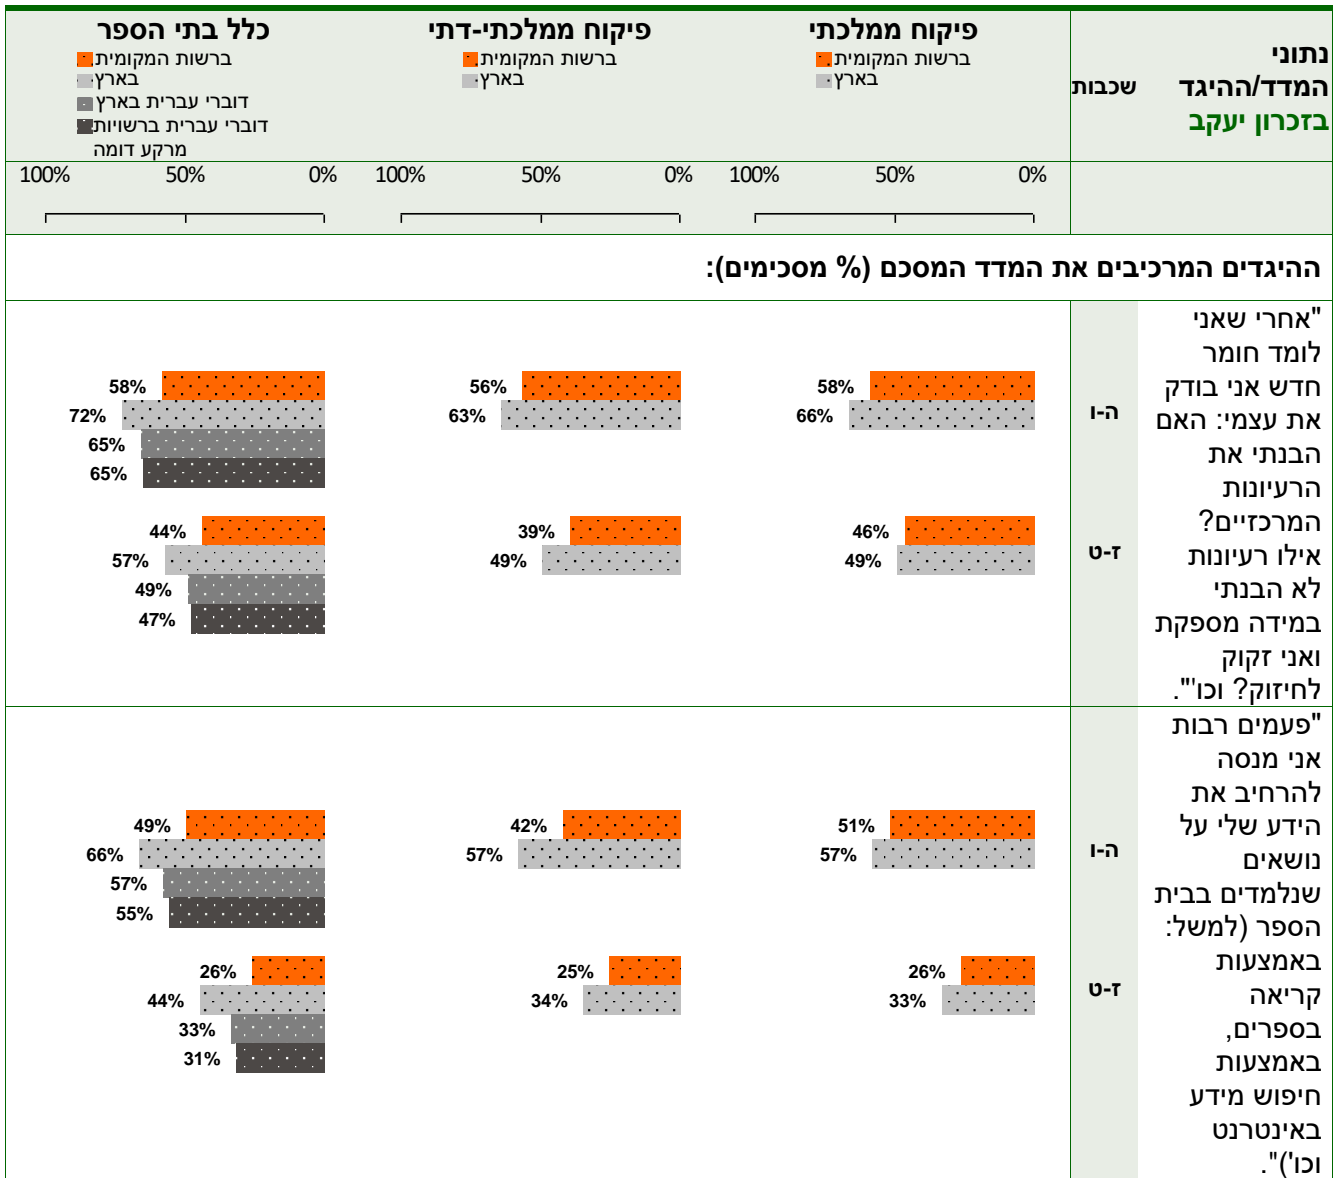 נתוני
המדד/ההיגד
בזכרון יעקב
שכבות
פיקוח ממלכתי
ברשות המקומית
בארץ
פיקוח ממלכתי-דתי
ברשות המקומית
בארץ
כלל בתי הספר
ברשות המקומית
בארץ
דוברי עברית בארץ
דוברי עברית ברשויות
מרקע דומה
0% 50% 100%
0% 50% 100%
0% 50% 100%
ההיגדים המרכיבים את המדד המסכם (% מסכימים):
"אחרי שאני
לומד חומר
חדש אני בודק
את עצמי: האם
הבנתי את
הרעיונות
המרכזיים?
אילו רעיונות
לא הבנתי
במידה מספקת
ואני זקוק
לחיזוק? וכו'".
ה-ו
58%
66%
56%
63%
58%
72%
65%
65%
ז-ט
46%
49%
39%
49%
44%
57%
49%
47%
"פעמים רבות
אני מנסה
להרחיב את
הידע שלי על
נושאים
שנלמדים בבית
הספר (למשל:
באמצעות
קריאה
בספרים,
באמצעות
חיפוש מידע
באינטרנט
וכו')".
ה-ו
51%
57%
42%
57%
49%
66%
57%
55%
ז-ט
26%
33%
25%
34%
26%
44%
33%
31%